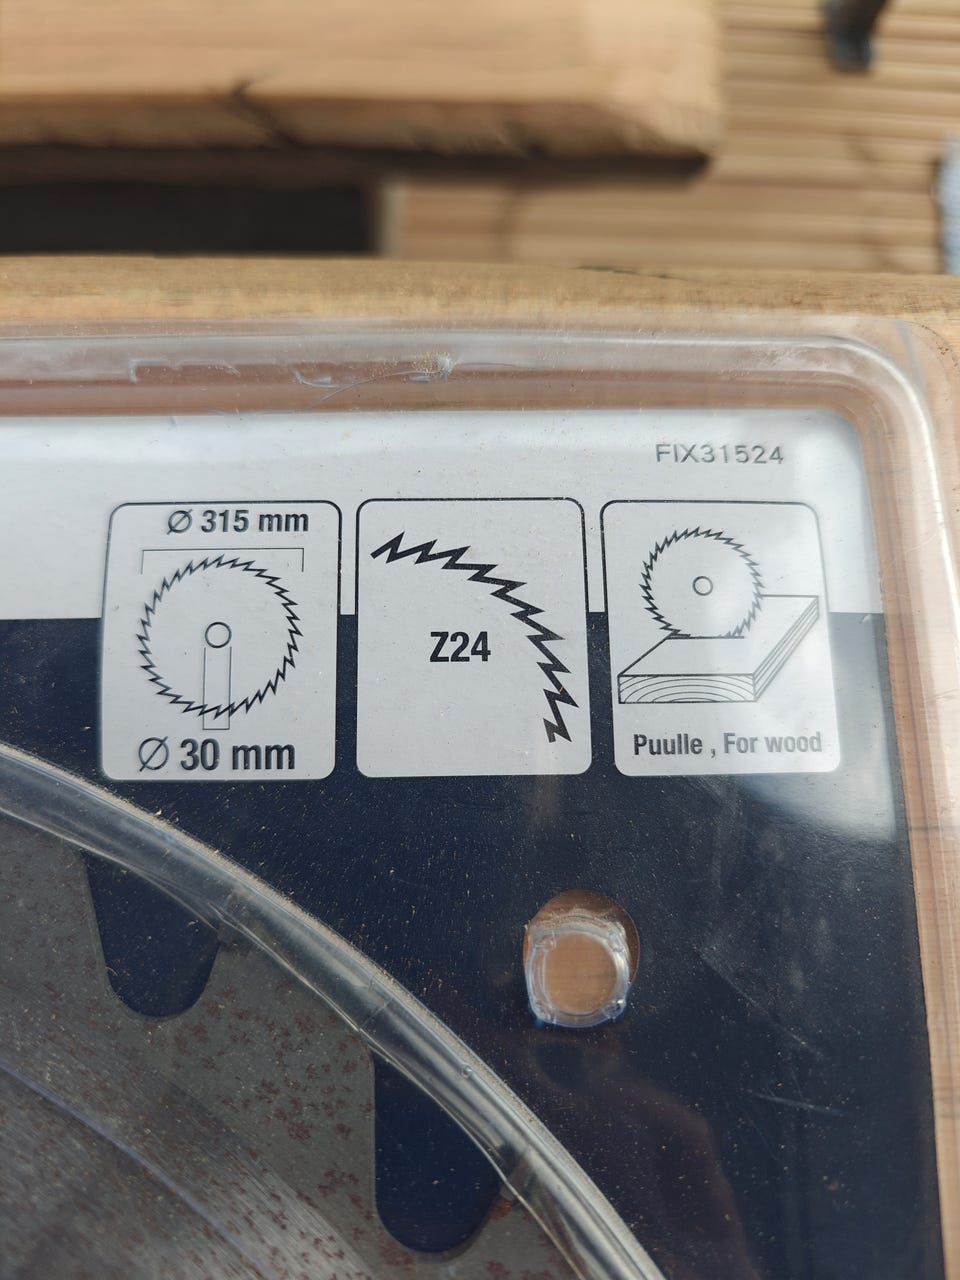 FIX31524
Ø 315 mm
Ø 30 mm
Z24
Puulle , For wood